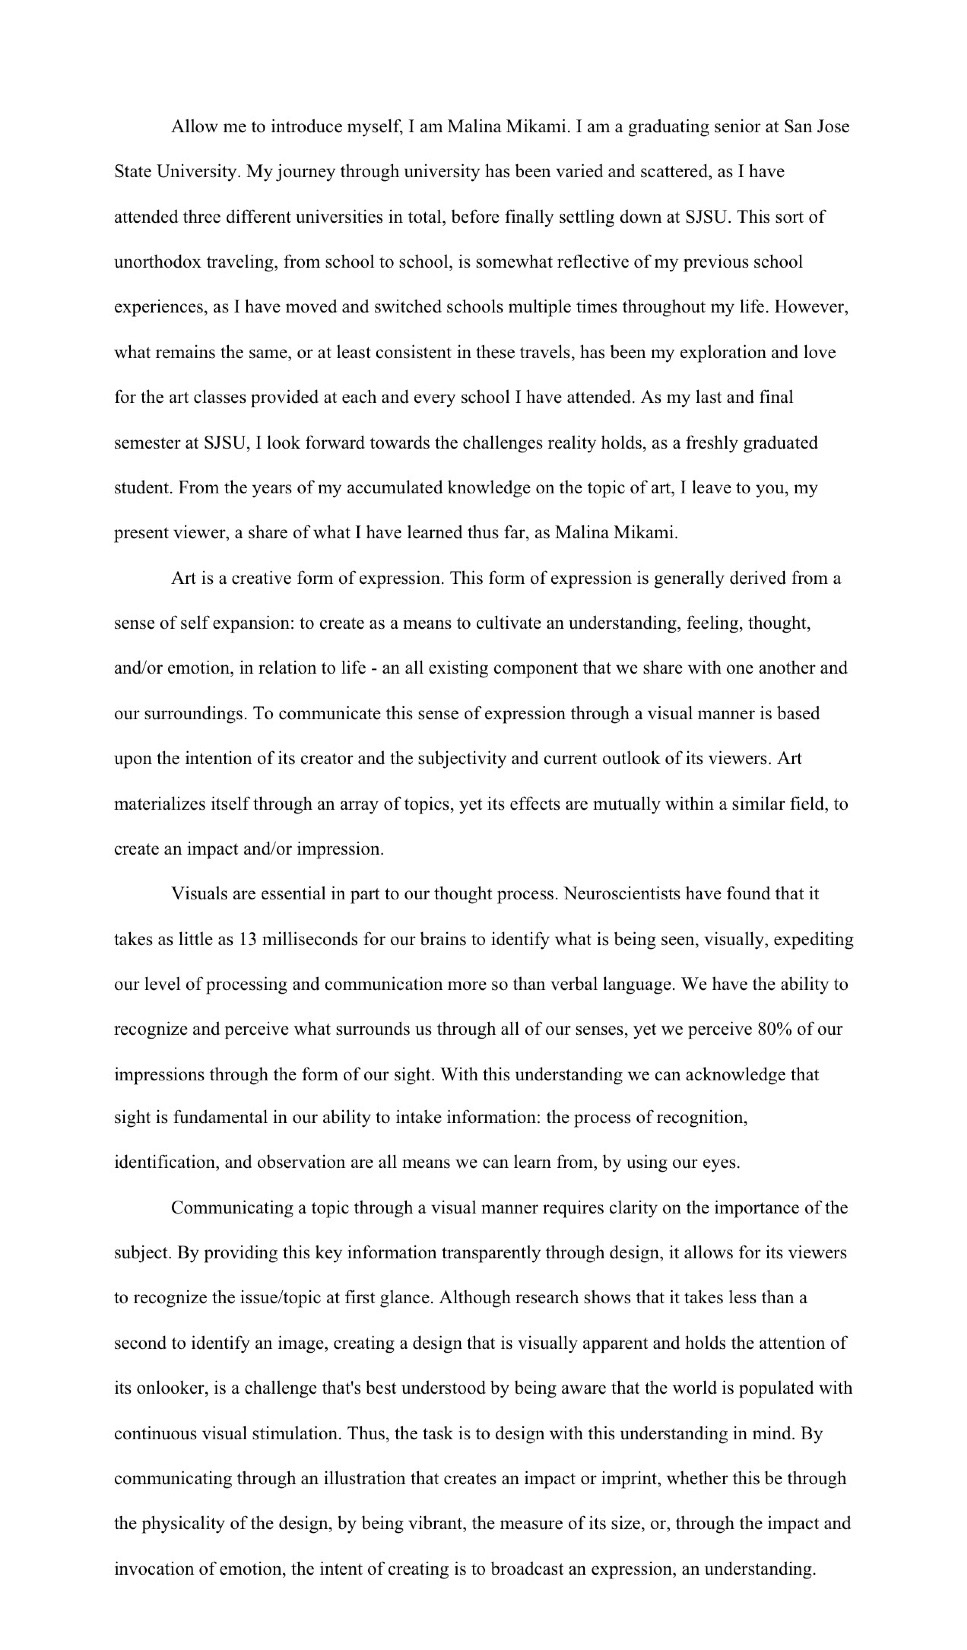 Allow me to introduce myself, I am Malina Mikami. I am a graduating senior at San Jose
State University. My journey through university has been varied and scattered, as I have
attended three different universities in total, before finally settling down at SJSU. This sort of
unorthodox traveling, from school to school, is somewhat reflective of my previous school
experiences, as I have moved and switched schools multiple times throughout my life. However,
what remains the same, or at least consistent in these travels, has been my exploration and love
for the art classes provided at each and every school I have attended. As my last and final
semester at SJSU, I look forward towards the challenges reality holds, as a freshly graduated
student. From the years of my accumulated knowledge on the topic of art, I leave to you, my
present viewer, a share of what I have learned thus far, as Malina Mikami.
Art is a creative form of expression. This form of expression is generally derived from a
sense of self expansion: to create as a means to cultivate an understanding, feeling, thought,
and/or emotion, in relation to life - an all existing component that we share with one another and
our surroundings. To communicate this sense of expression through a visual manner is based
upon the intention of its creator and the subjectivity and current outlook of its viewers. Art
materializes itself through an array of topics, yet its effects are mutually within a similar field, to
create an impact and/or impression.
Visuals are essential in part to our thought process. Neuroscientists have found that it
takes as little as 13 milliseconds for our brains to identify what is being seen, visually, expediting
our level of processing and communication more so than verbal language. We have the ability to
recognize and perceive what surrounds us through all of our senses, yet we perceive 80% of our
impressions through the form of our sight. With this understanding we can acknowledge that
sight is fundamental in our ability to intake information: the process of recognition,
identification, and observation are all means we can learn from, by using our eyes.
Communicating a topic through a visual manner requires clarity on the importance of the
subject. By providing this key information transparently through design, it allows for its viewers
to recognize the issue/topic at first glance. Although research shows that it takes less than a
second to identify an image, creating a design that is visually apparent and holds the attention of
its onlooker, is a challenge that's best understood by being aware that the world is populated with
continuous visual stimulation. Thus, the task is to design with this understanding in mind. By
communicating through an illustration that creates an impact or imprint, whether this be through
the physicality of the design, by being vibrant, the measure of its size, or, through the impact and
invocation of emotion, the intent of creating is to broadcast an expression, an understanding.